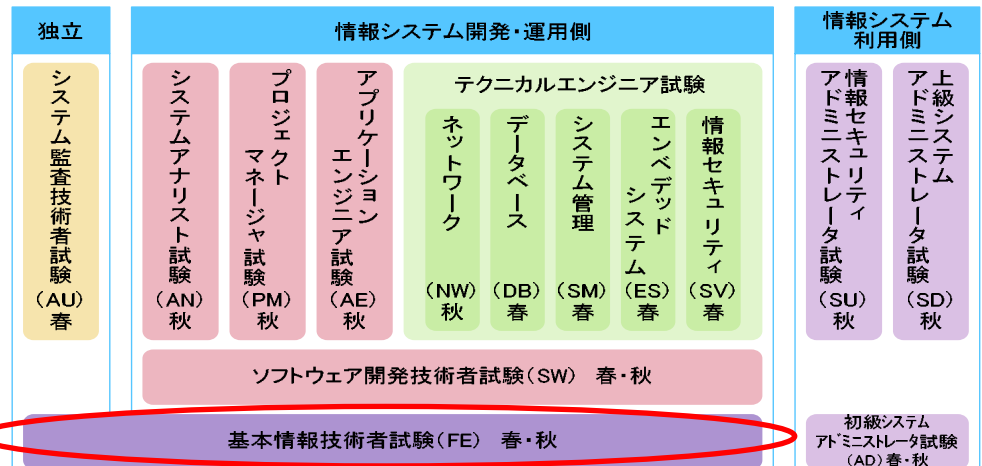 独立
システム監査技術者試験
（AU）
春
情報システム開発・運用側
システムアナリスト試験
（AN）
秋
プロジェクト
マネージャ試験
（PM）
秋
アプリケーション
エンジニア試験
（AE）
秋
テクニカルエンジニア試験
ネットワーク
（NW）
秋
データベース
（DB）
春
システム管理
（SM）
春
エンベデッド
システム
（ES）
春
情報セキュリティ
（SV）
春
ソフトウェア開発技術者試験（SW）　春・秋
基本情報技術者試験（FE）　春・秋
情報システム
利用側
情報セキュリティ
アドミニストレータ試験
（SU）
秋
上級システム
アドミニストレータ試験
（SD）
秋
初級システム
アドミニストレータ試験
（AD）春・秋